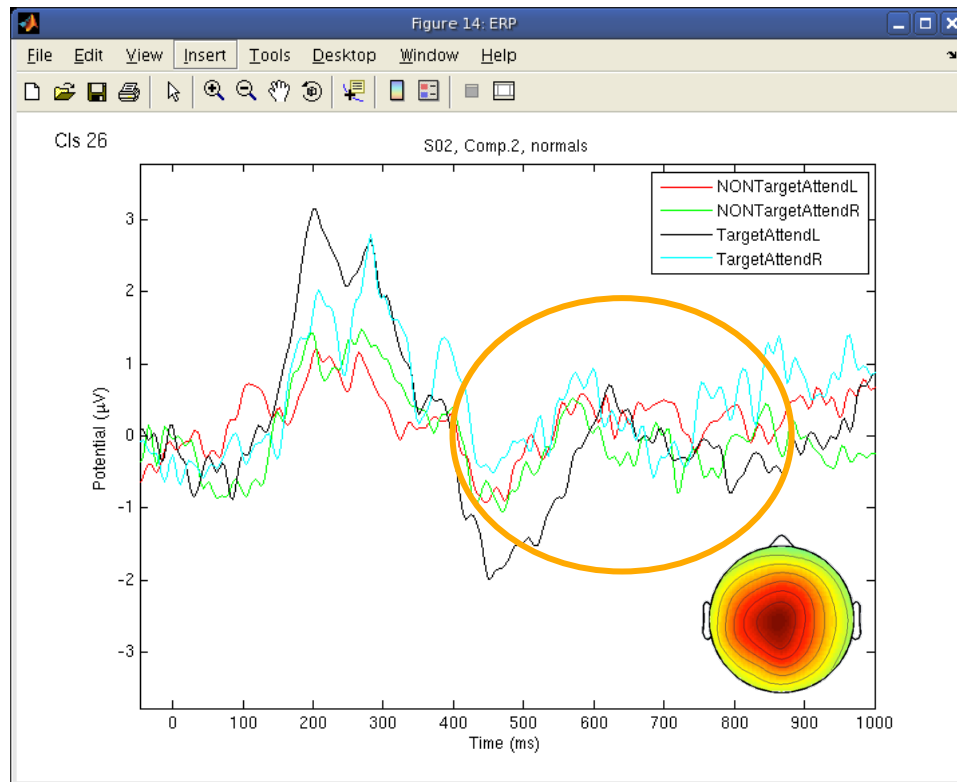 Figure 14: ERP
File Edit View Insert Tools Desktop Window Help
Cls 26
S02, Comp.2, normals
NONTargetAttendL
NONTargetAttendR
TargetAttendL
TargetAttendR
3
2
1
0
-1
-2
-3
Potential (µV)
0 100 200 300 400 500 600 700 800 900 1000
Time (ms)